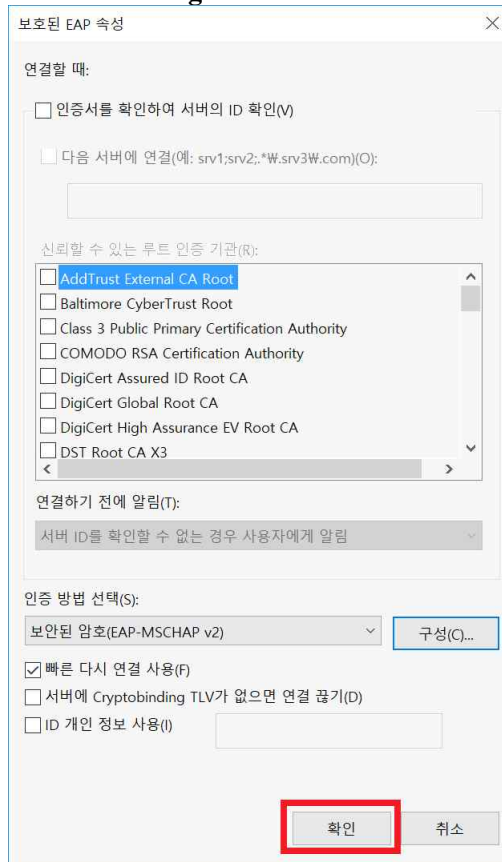 보호된 EAP 속성
연결할 때:
인증서를 확인하여 서버의 ID 확인(V)
다음 서버에 연결(예: srv1;srv2;.*₩.srv3₩.com)(O):
신뢰할 수 있는 루트 인증 기관(R):
AddTrust External CA Root
Baltimore CyberTrust Root
Class 3 Public Primary Certification Authority
COMODO RSA Certification Authority
DigiCert Assured ID Root CA
DigiCert Global Root CA
DigiCert High Assurance EV Root CA
DST Root CA X3
연결하기 전에 알림(T):
서버 ID를 확인할 수 없는 경우 사용자에게 알림
인증 방법 선택(S):
보안된 암호(EAP-MSCHAP v2) 구성(C)...
빠른 다시 연결 사용(F)
서버에 Cryptobinding TLV가 없으면 연결 끊기(D)
ID 개인 정보 사용(I)
확인 취소